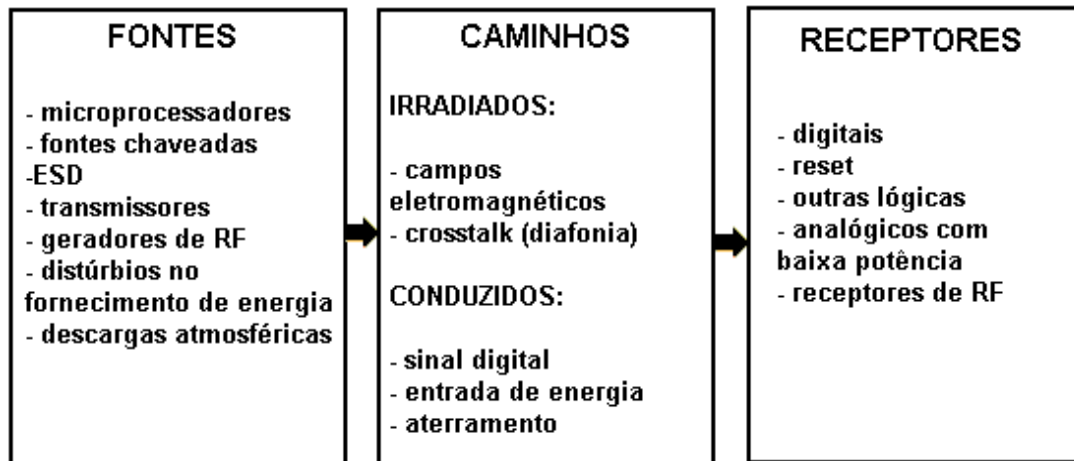 FONTES
- microprocessadores
- fontes chaveadas
-ESD
- transmissores
- geradores de RF
- distúrbios no
fornecimento de energia
- descargas atmosféricas
CAMINHOS
IRRADIADOS:
- campos
eletromagnéticos
- crosstalk (diafonia)
CONDUZIDOS:
- sinal digital
- entrada de energia
- aterramento
RECEPTORES
- digitais
- reset
- outras lógicas
- analógicos com
baixa potência
- receptores de RF